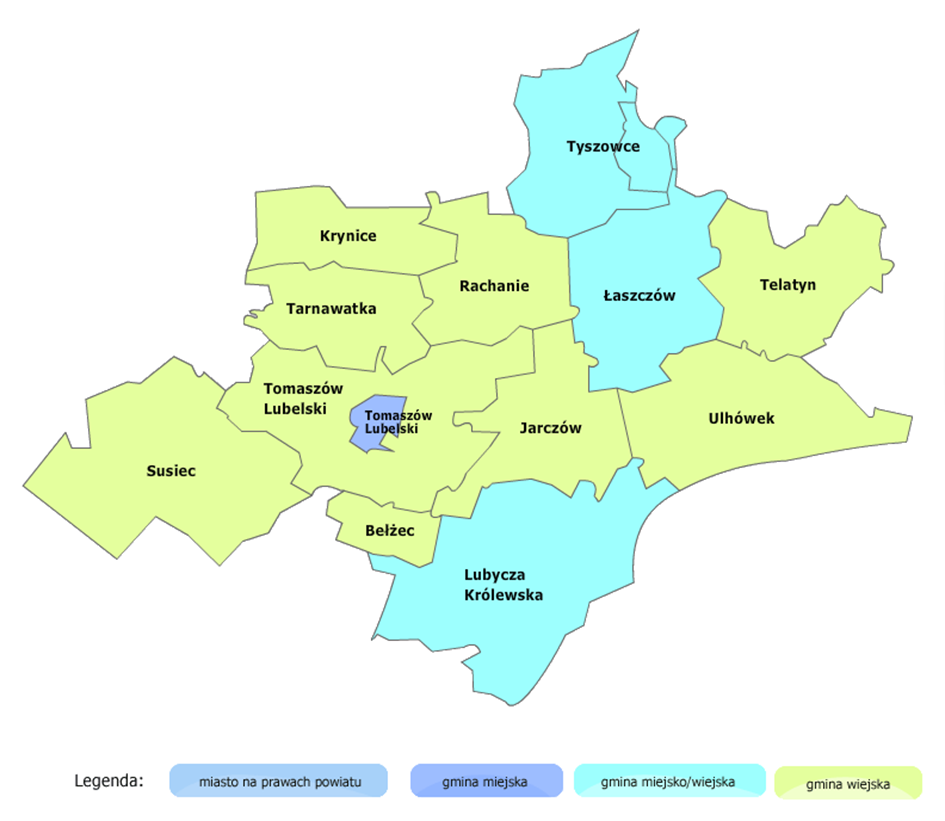 Tyszowce
Krynice
Rachanie
Telatyn
Łaszczów
Tarnawatka
Tomaszów
Lubelski
Tomaszów
Lubelski
Ulhówek
Jarczów
Susiec
Bełżec
Lubycza
Królewska
Legenda:
miasto na prawach powiatu
gmina miejska
gmina miejsko/wiejska
gmina wiejska